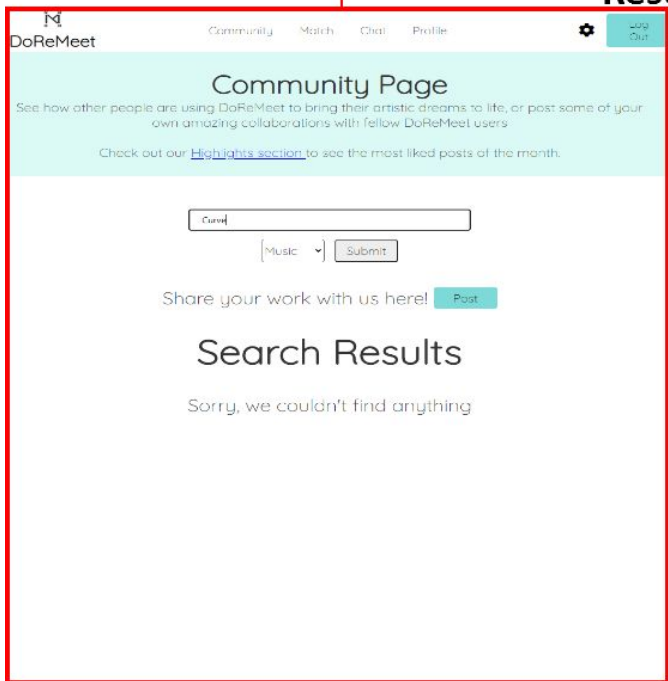 DoReMeet
Community Match Chat Profile
Log
Out
Community Page
See how other people are using DoReMeet to bring their artistic dreams to life, or post some of your
own amazing collaborations with fellow DoReMeet users
Check out our Highlights section to see the most liked posts of the month.
Curve
Music Submit
Share your work with us here! Post
Search Results
Sorry, we couldn't find anything